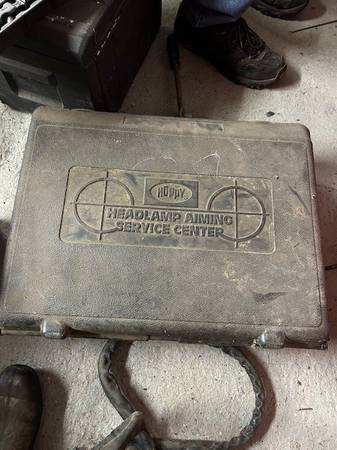 HOPPY
HEADLAMP AIMING
SERVICE CENTER